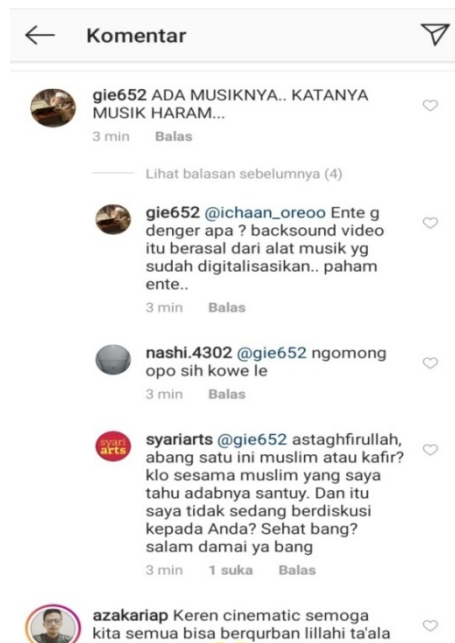 Komentar
gie652 ADA MUSIKNYA.. KATANYA
MUSIK HARAM...
3 min Balas
Lihat balasan sebelumnya (4)
gie652 @ichaan_oreoo Ente g
denger apa ? backsound video
itu berasal dari alat musik yg
sudah digitalisasikan.. paham
ente..
3 min Balas
nashi.4302 @gie652 ngomong
opo sih kowe le
3 min Balas
syari
arts
syariarts @gie652 astaghfirullah,
abang satu ini muslim atau kafir?
klo sesama muslim yang saya
tahu adabnya santuy. Dan itu
saya tidak sedang berdiskusi
kepada Anda? Sehat bang?
salam damai ya bang
3 min 1 suka Balas
azakariap Keren cinematic semoga
kita semua bisa berqurban lillahi ta'ala